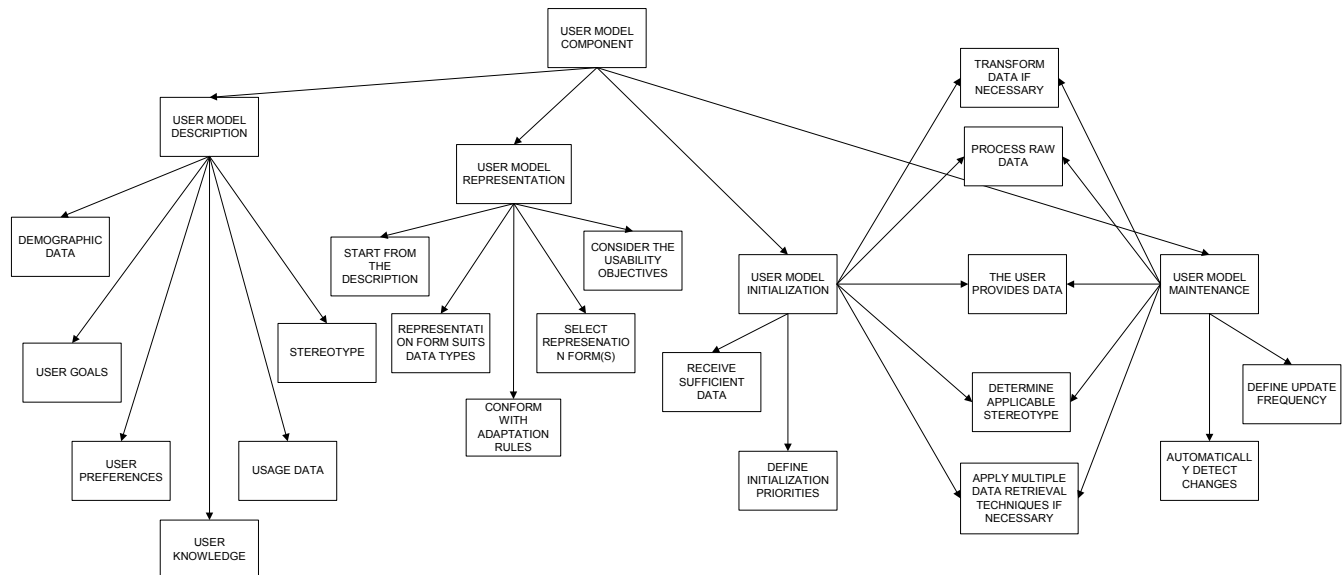 USER MODEL
COMPONENT
TRANSFORM
DATA IF
NECESSARY
USER MODEL
DESCRIPTION
PROCESS RAW
DATA
USER MODEL
REPRESENTATION
DEMOGRAPHIC
DATA
START FROM
THE
DESCRIPTION
CONSIDER THE
USABILITY
OBJECTIVES
USER MODEL
INITIALIZATION
THE USER
PROVIDES DATA
USER MODEL
MAINTENANCE
USER GOALS
STEREOTYPE
REPRESENTATI
ON FORM SUITS
DATA TYPES
SELECT
REPRESENATIO
N FORM(S)
RECEIVE
SUFFICIENT
DATA
DETERMINE
APPLICABLE
STEREOTYPE
DEFINE UPDATE
FREQUENCY
CONFORM
WITH
ADAPTATION
RULES
USER
PREFERENCES
USAGE DATA
DEFINE
INITIALIZATION
PRIORITIES
APPLY MULTIPLE
DATA RETRIEVAL
TECHNIQUES IF
NECESSARY
AUTOMATICALL
Y DETECT
CHANGES
USER
KNOWLEDGE